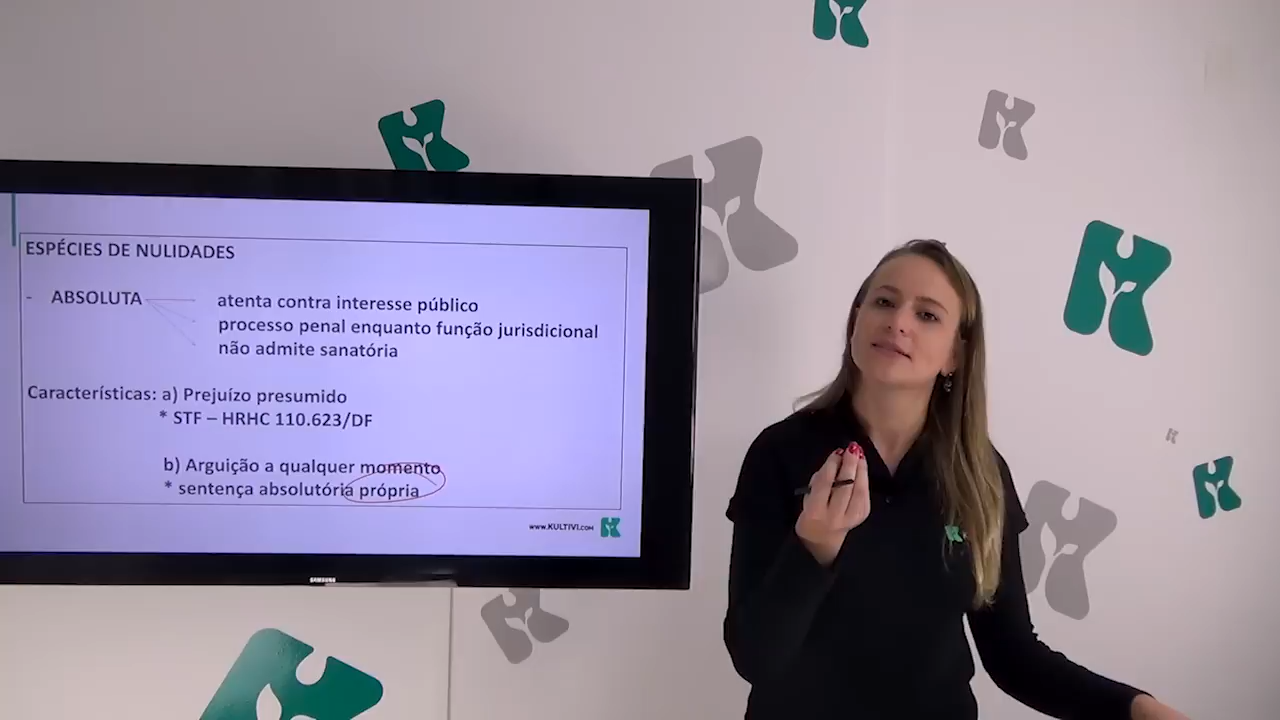 ESPÉCIES DE NULIDADES
- ABSOLUTA atenta contra interesse público
processo penal enquanto função jurisdicional
não admite sanatória
Características: a) Prejuízo presumido
* STF – HRHC 110.623/DF
b) Arguição a qualquer momento
* sentença absolutória própria
www.KULTIVI.com
SAMSUNG